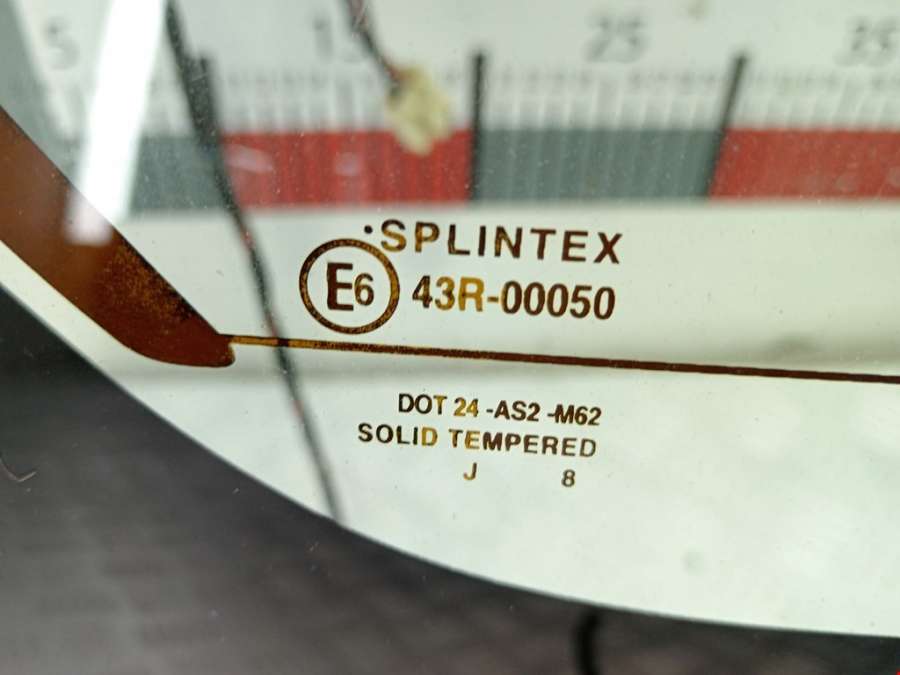 5 15 25 35
·SPLINTEX
E6 43R-00050
DOT 24 -AS2 -M62
SOLID TEMPERED
J 8